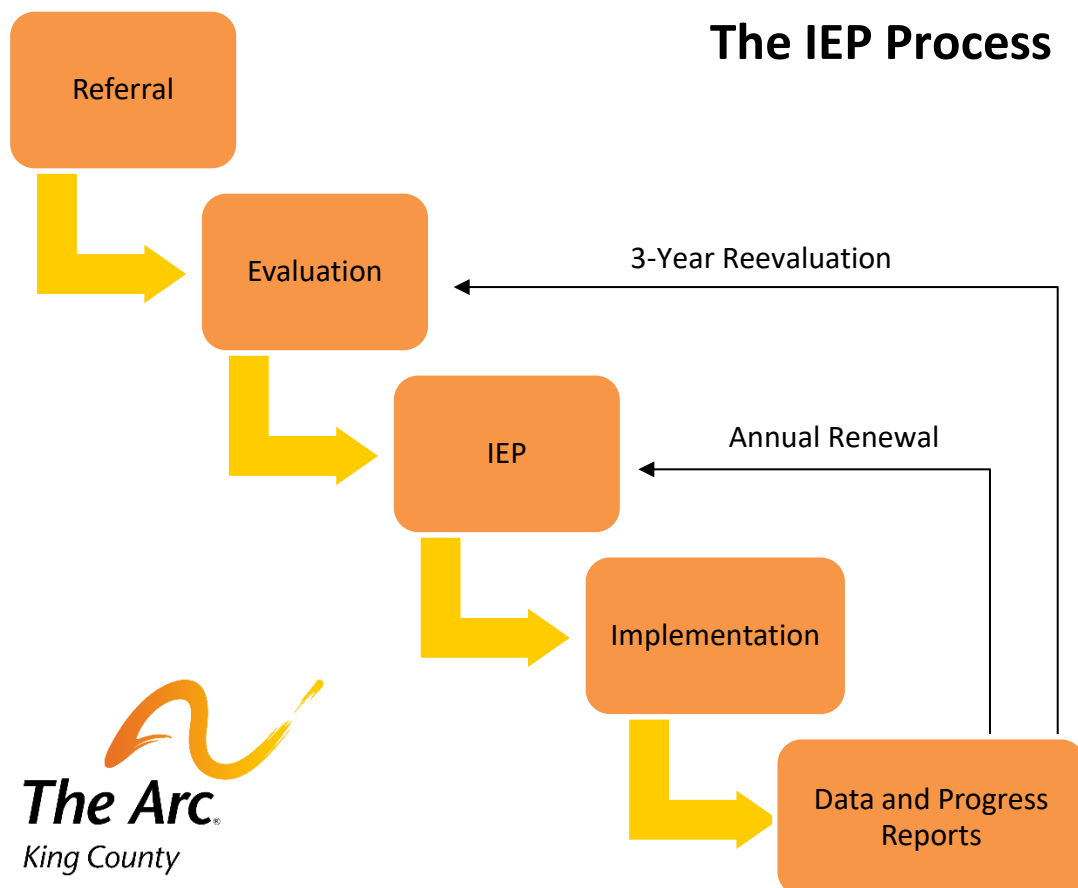 The IEP Process
Referral
Evaluation
3-Year Reevaluation
IEP
Annual Renewal
Implementation
Data and Progress
Reports
The Arc®
King County